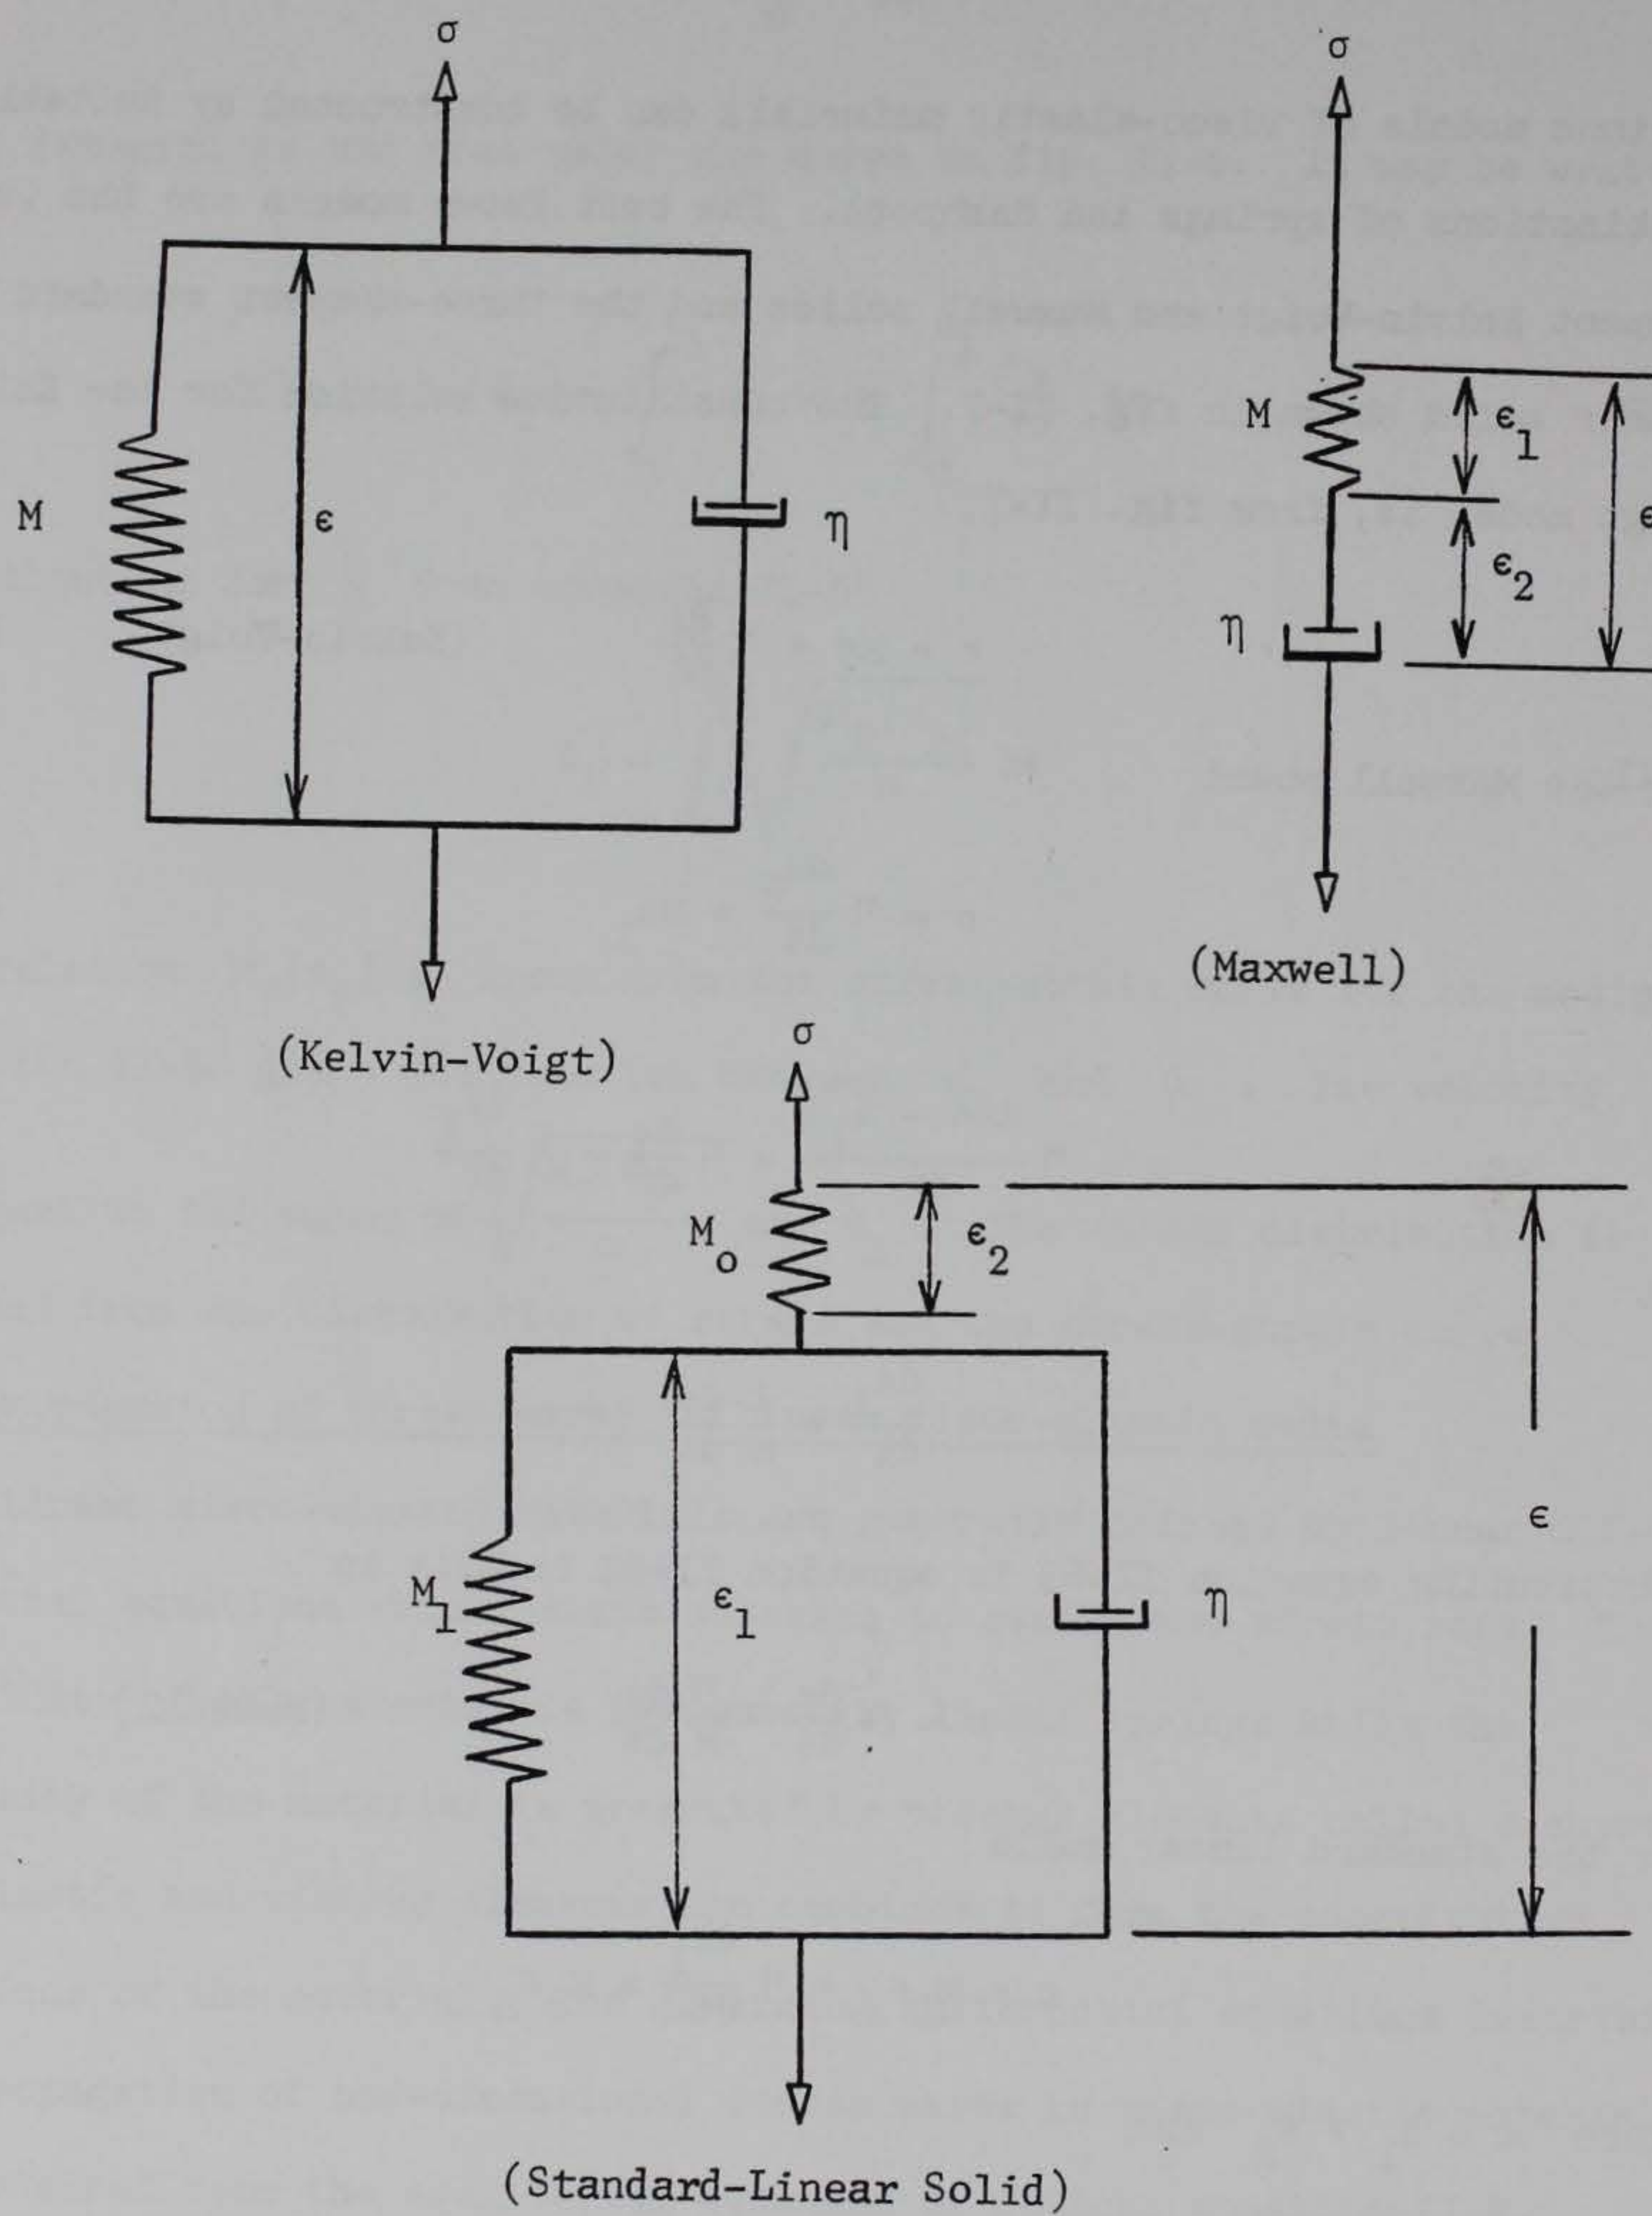 σ
M
ϵ
η
(Kelvin-Voigt)
σ
M
ϵ1
ϵ2
ϵ
η
(Maxwell)
σ
Mo
ϵ2
M1
ϵ1
η
ϵ
(Standard-Linear Solid)